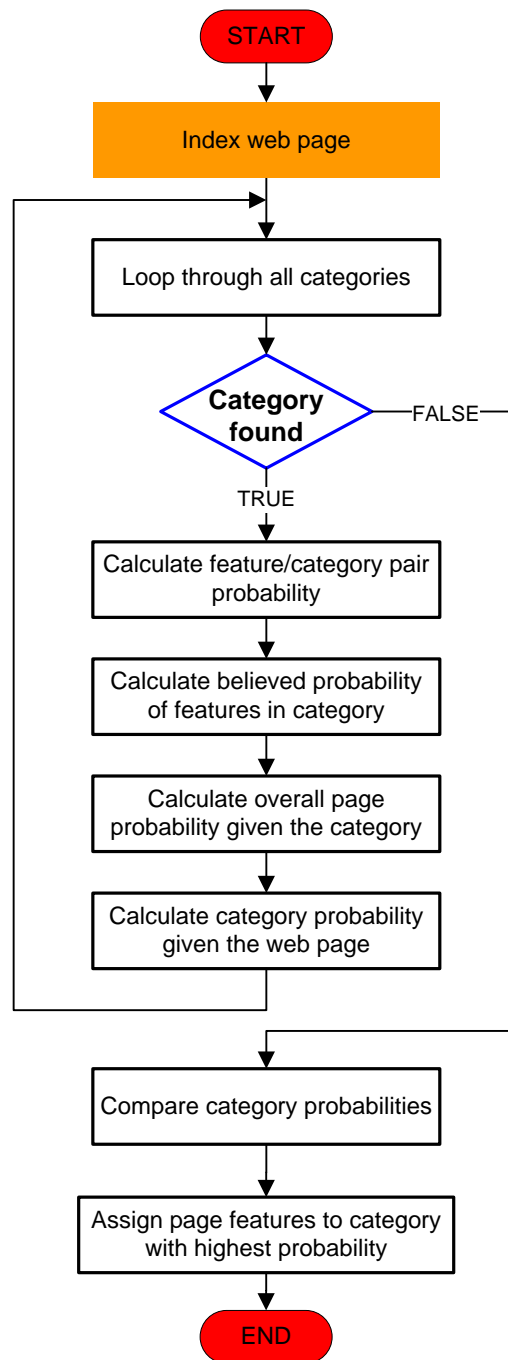 START
Index web page
Loop through all categories
Category
found
FALSE
TRUE
Calculate feature/category pair
probability
Calculate believed probability
of features in category
Calculate overall page
probability given the category
Calculate category probability
given the web page
Compare category probabilities
Assign page features to category
with highest probability
END